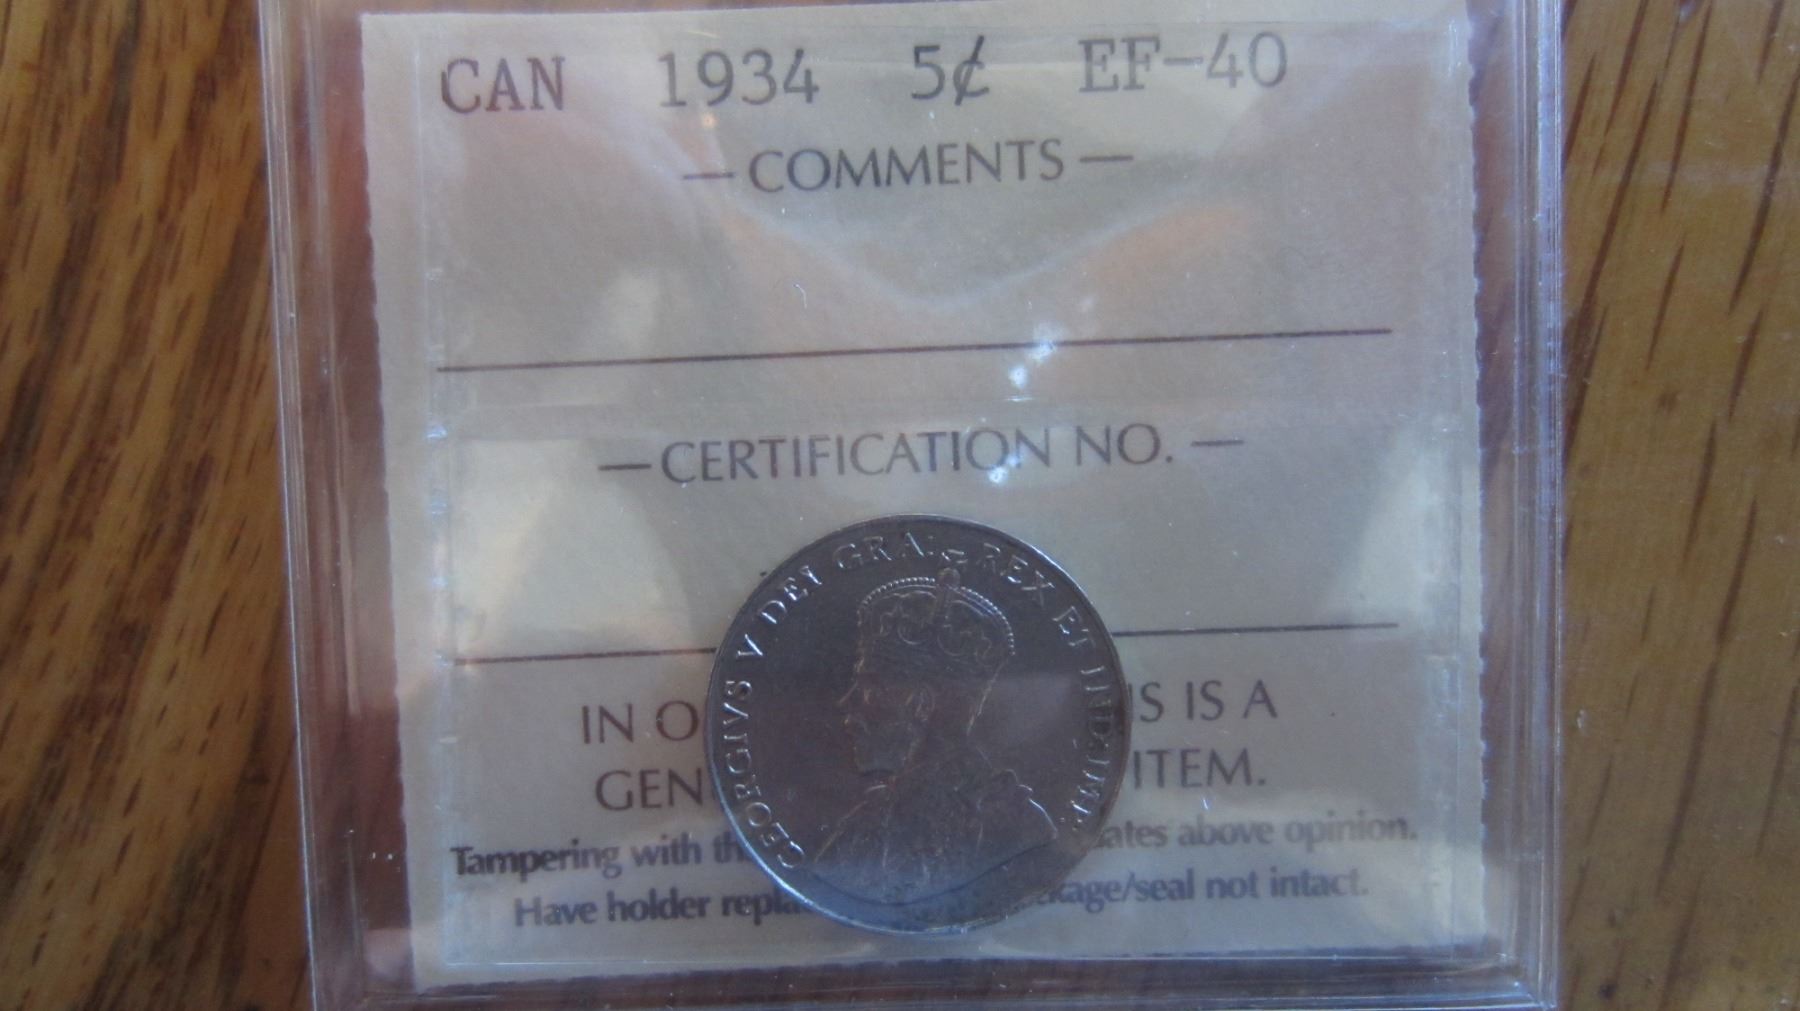 CAN 1934 5¢ EF-40
— COMMENTS —
— CERTIFICATION NO. —
IN O S IS A
GEN ITEM.
Tampering with th ates above opinion.
Have holder repla kage/seal not intact.
GEORGIVS V DEI GRA: REX ET IND:IMP: